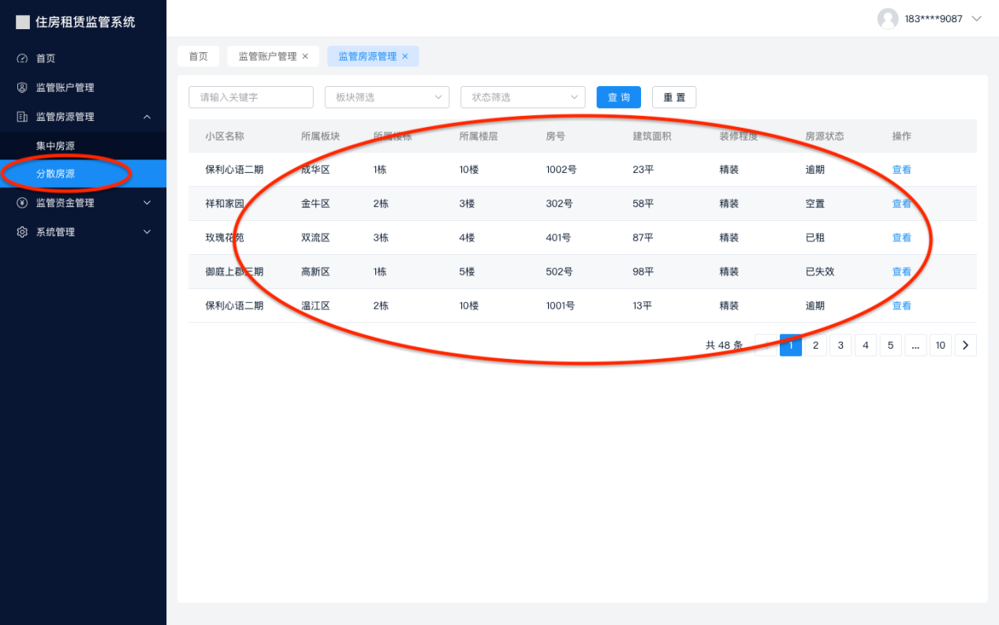 住房租赁监管系统
183****9087
首页
监管账户管理
监管房源管理
集中房源
分散房源
监管资金管理
系统管理
首页 监管账户管理 × 监管房源管理 ×
请输入关键字 板块筛选 状态筛选 查 询 重 置
小区名称 所属板块 所属楼栋 所属楼层 房号 建筑面积 装修程度 房源状态 操作
保利心语二期 成华区 1栋 10楼 1002号 23平 精装 逾期 查看
祥和家园 金牛区 2栋 3楼 302号 58平 精装 空置 查看
玫瑰花苑 双流区 3栋 4楼 401号 87平 精装 已租 查看
御庭上郡三期 高新区 1栋 5楼 502号 98平 精装 已失效 查看
保利心语二期 温江区 2栋 10楼 1001号 13平 精装 逾期 查看
共 48 条 1 2 3 4 5 ... 10